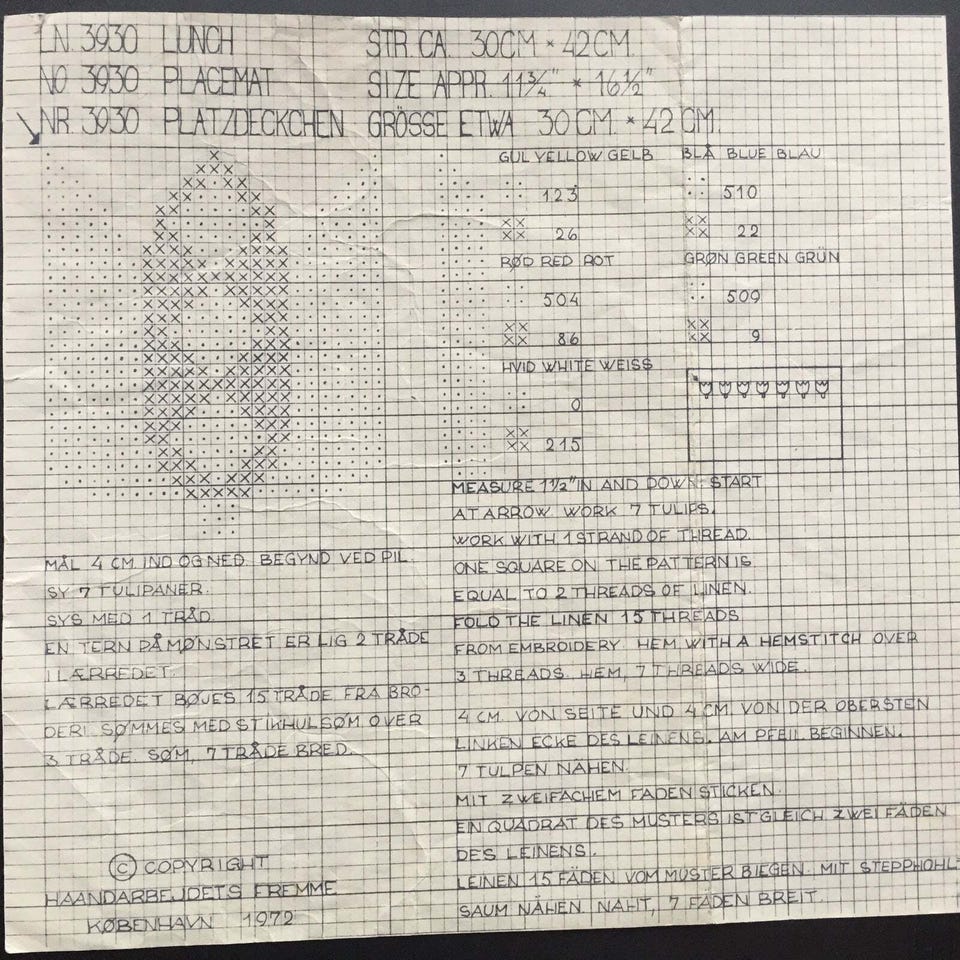 LN. 3930 LUNCH STR. CA. 30 CM * 42 CM.
NO 3930 PLACEMAT SIZE APPR. 11 3/4" * 16 1/2"
NR. 3930 PLATZDECKCHEN GRÖSSE ETWA 30 CM. * 42 CM.
GUL YELLOW GELB
123
26
RØD RED ROT
504
86
HVID WHITE WEISS
0
215
BLÅ BLUE BLAU
510
22
GRØN GREEN GRÜN
509
9
MÅL 4 CM. IND OG NED. BEGYND VED PIL.
SY 7 TULIPANER.
SYS MED 1 TRÅD.
EN TERN PÅ MØNSTRET ER LIG 2 TRÅDE
I LÆRREDET.
LÆRREDET BØJES 15 TRÅDE FRA BRO-
DERI. SØMMES MED STIKHULSØM OVER
3 TRÅDE. SØM, 7 TRÅDE BRED.
© COPYRIGHT
HAANDARBEJDETS FREMME
KØBENHAVN 1972
MEASURE 1 1/2" IN AND DOWN. START
AT ARROW. WORK 7 TULIPS.
WORK WITH 1 STRAND OF THREAD.
ONE SQUARE ON THE PATTERN IS
EQUAL TO 2 THREADS OF LINEN.
FOLD THE LINEN 15 THREADS
FROM EMBROIDERY. HEM WITH A HEMSTITCH OVER
3 THREADS. HEM, 7 THREADS WIDE.
4 CM. VON SEITE UND 4 CM. VON DER OBERSTEN
LINKEN ECKE DES LEINENS. AM PFEIL BEGINNEN.
7 TULPEN NÄHEN.
MIT ZWEIFACHEM FADEN STICKEN.
EIN QUADRAT DES MUSTERS IST GLEICH ZWEI FÄDEN
DES LEINENS.
LEINEN 15 FÄDEN VOM MUSTER BIEGEN. MIT STEPPHOHL-
SAUM NÄHEN. NAHT, 7 FÄDEN BREIT.